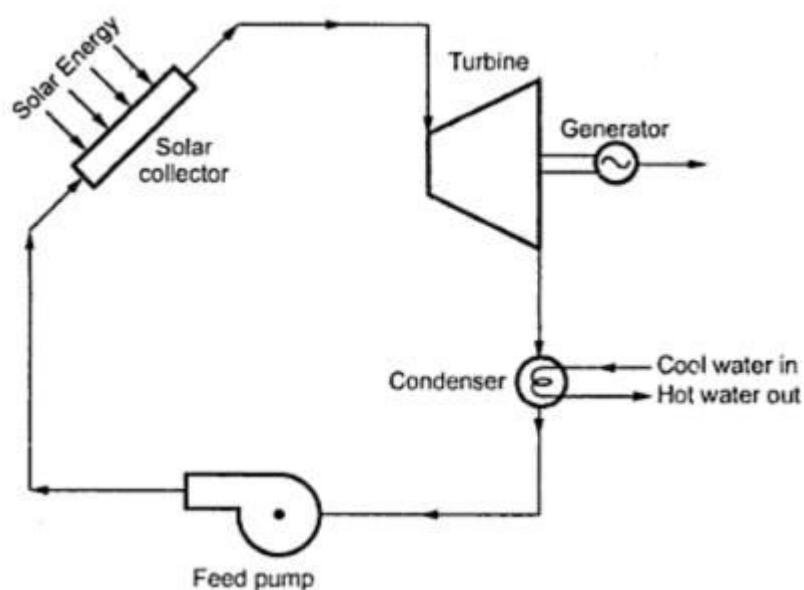 Solar Energy
Solar
collector
Turbine
Generator
Condenser
Cool water in
Hot water out
Feed pump